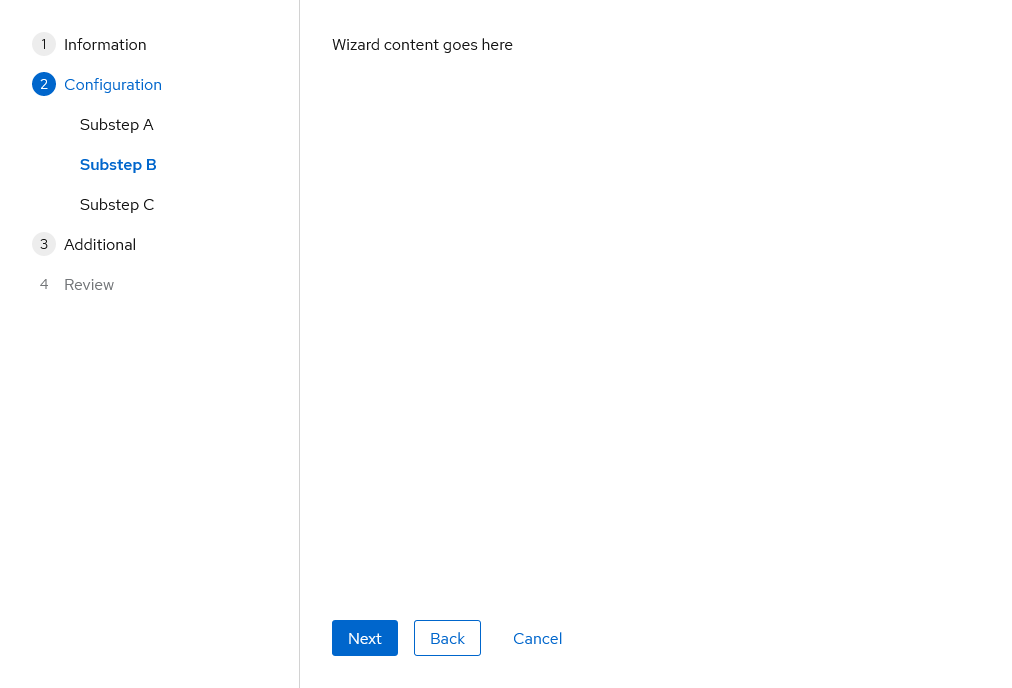 1 Information
2 Configuration
Substep A
Substep B
Substep C
3 Additional
4 Review
Wizard content goes here
Next Back Cancel